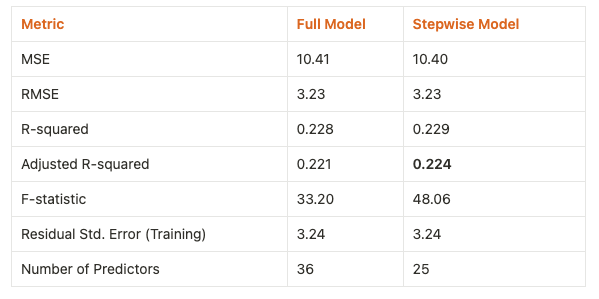 Metric Full Model Stepwise Model
MSE 10.41 10.40
RMSE 3.23 3.23
R-squared 0.228 0.229
Adjusted R-squared 0.221 0.224
F-statistic 33.20 48.06
Residual Std. Error (Training) 3.24 3.24
Number of Predictors 36 25